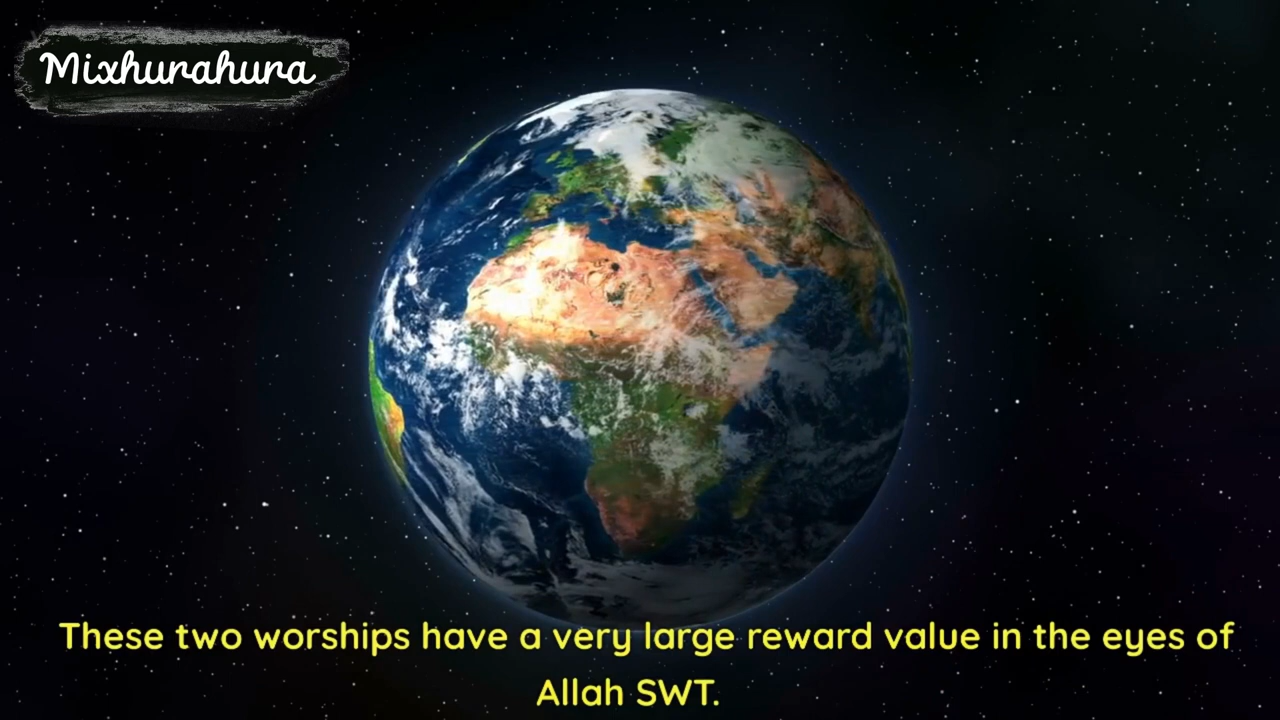 Mixhurahura
These two worships have a very large reward value in the eyes of
Allah SWT.